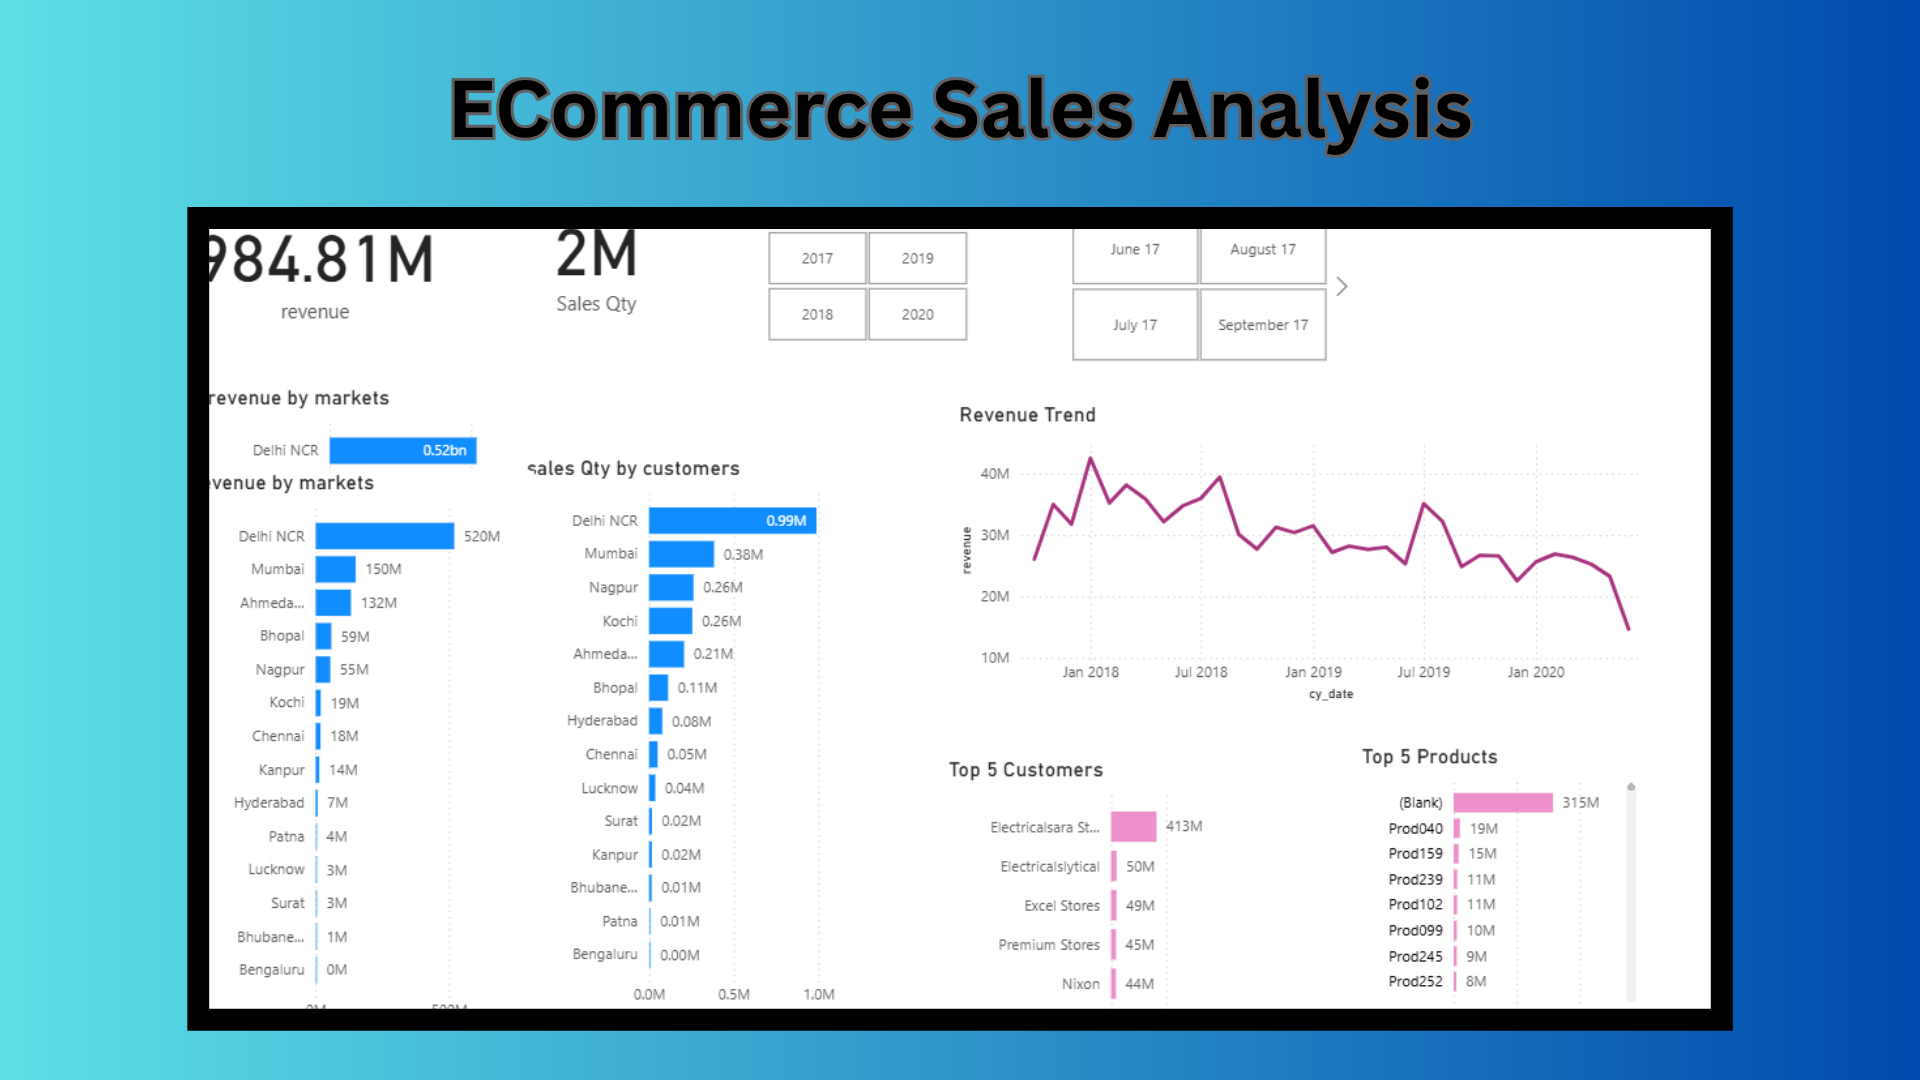 ECommerce Sales Analysis
984.81M
revenue
2M
Sales Qty
2017
2019
2018
2020
June 17
August 17
July 17
September 17
revenue by markets
Delhi NCR
0.52bn
venue by markets
Delhi NCR 520M
Mumbai 150M
Ahmeda... 132M
Bhopal 59M
Nagpur 55M
Kochi 19M
Chennai 18M
Kanpur 14M
Hyderabad 7M
Patna 4M
Lucknow 3M
Surat 3M
Bhubane... 1M
Bengaluru 0M
sales Qty by customers
Delhi NCR 0.99M
Mumbai 0.38M
Nagpur 0.26M
Kochi 0.26M
Ahmeda... 0.21M
Bhopal 0.11M
Hyderabad 0.08M
Chennai 0.05M
Lucknow 0.04M
Surat 0.02M
Kanpur 0.02M
Bhubane... 0.01M
Patna 0.01M
Bengaluru 0.00M
0.0M 0.5M 1.0M
Revenue Trend
revenue
40M
30M
20M
10M
Jan 2018 Jul 2018 Jan 2019 Jul 2019 Jan 2020
cy_date
Top 5 Customers
Electricalsara St... 413M
Electricalslytical 50M
Excel Stores 49M
Premium Stores 45M
Nixon 44M
Top 5 Products
(Blank) 315M
Prod040 19M
Prod159 15M
Prod239 11M
Prod102 11M
Prod099 10M
Prod245 9M
Prod252 8M